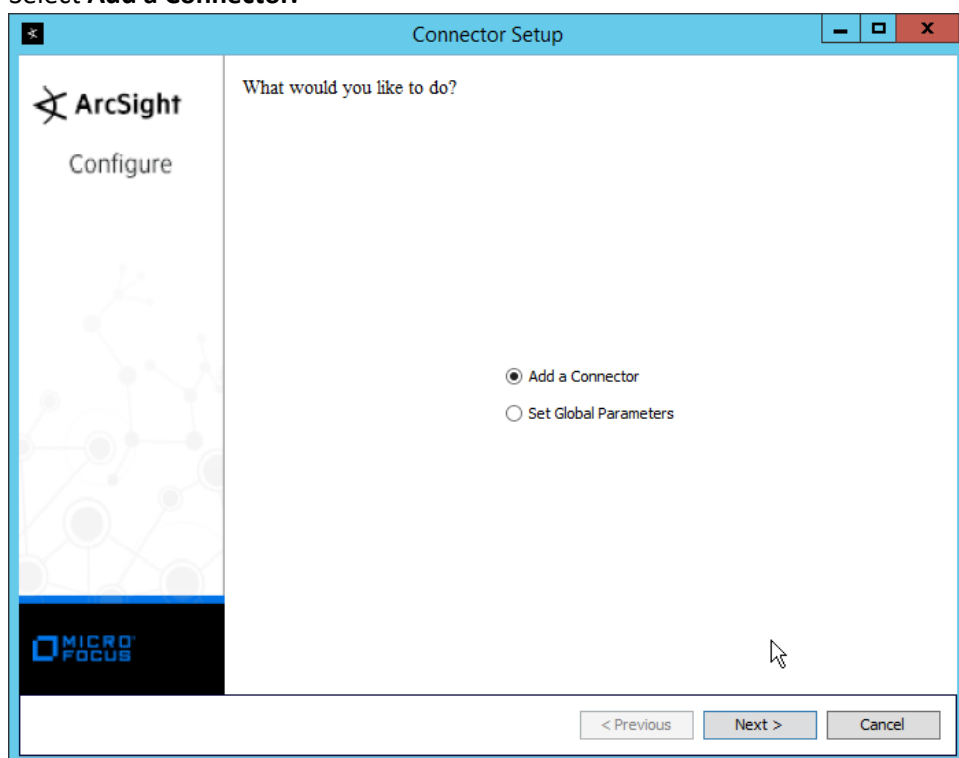 Select Add a Connector.
Connector Setup
ArcSight
Configure
What would you like to do?
Add a Connector
Set Global Parameters
MICRO
FOCUS
< Previous
Next >
Cancel